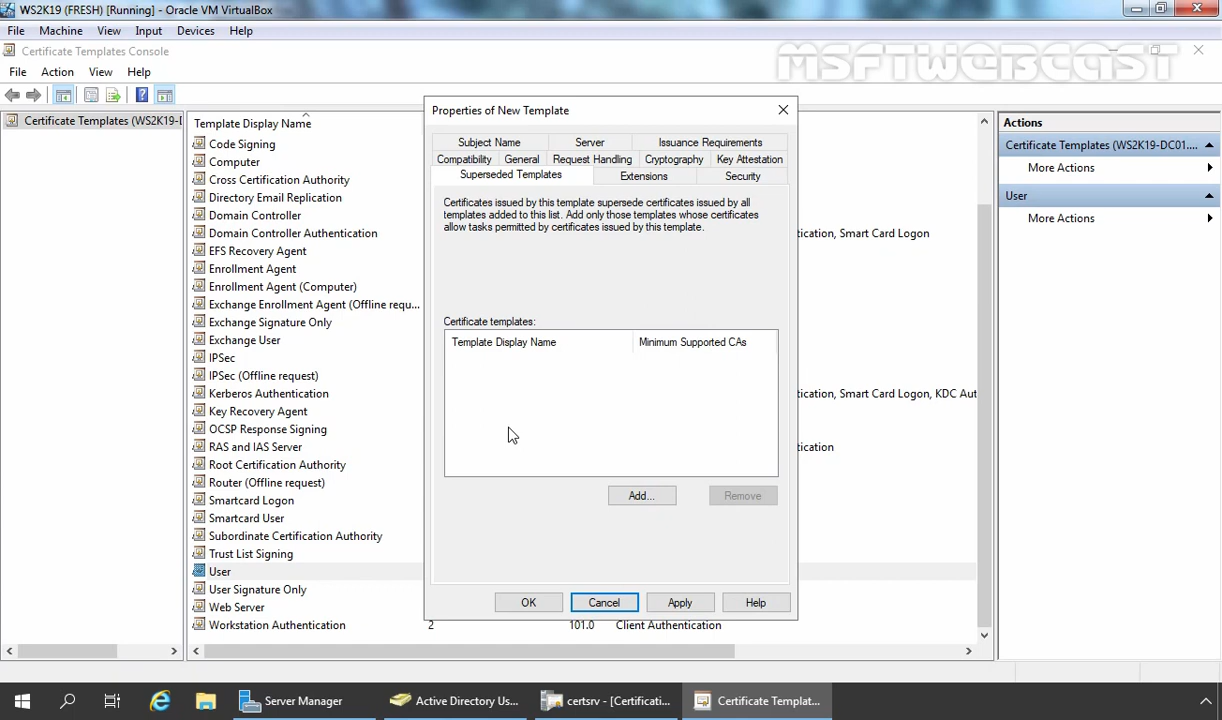 WS2K19 (FRESH) [Running] - Oracle VM VirtualBox
File Machine View Input Devices Help
Certificate Templates Console
MSFTWEBCAST
File Action View Help
Certificate Templates (WS2K19-D
Template Display Name
Code Signing
Computer
Cross Certification Authority
Directory Email Replication
Domain Controller
Domain Controller Authentication
EFS Recovery Agent
Enrollment Agent
Enrollment Agent (Computer)
Exchange Enrollment Agent (Offline requ...
Exchange Signature Only
Exchange User
IPSec
IPSec (Offline request)
Kerberos Authentication
Key Recovery Agent
OCSP Response Signing
RAS and IAS Server
Root Certification Authority
Router (Offline request)
Smartcard Logon
Smartcard User
Subordinate Certification Authority
Trust List Signing
User
User Signature Only
Web Server
Workstation Authentication 2 101.0 Client Authentication
ication, Smart Card Logon
ication, Smart Card Logon, KDC Aut
ication
Properties of New Template
Subject Name Server Issuance Requirements
Compatibility General Request Handling Cryptography Key Attestation
Superseded Templates Extensions Security
Certificates issued by this template supersede certificates issued by all
templates added to this list. Add only those templates whose certificates
allow tasks permitted by certificates issued by this template.
Certificate templates:
Template Display Name Minimum Supported CAs
Add... Remove
OK Cancel Apply Help
Actions
Certificate Templates (WS2K19-DC01....
More Actions
User
More Actions
Server Manager Active Directory Us... certsrv - [Certificati... Certificate Templat...